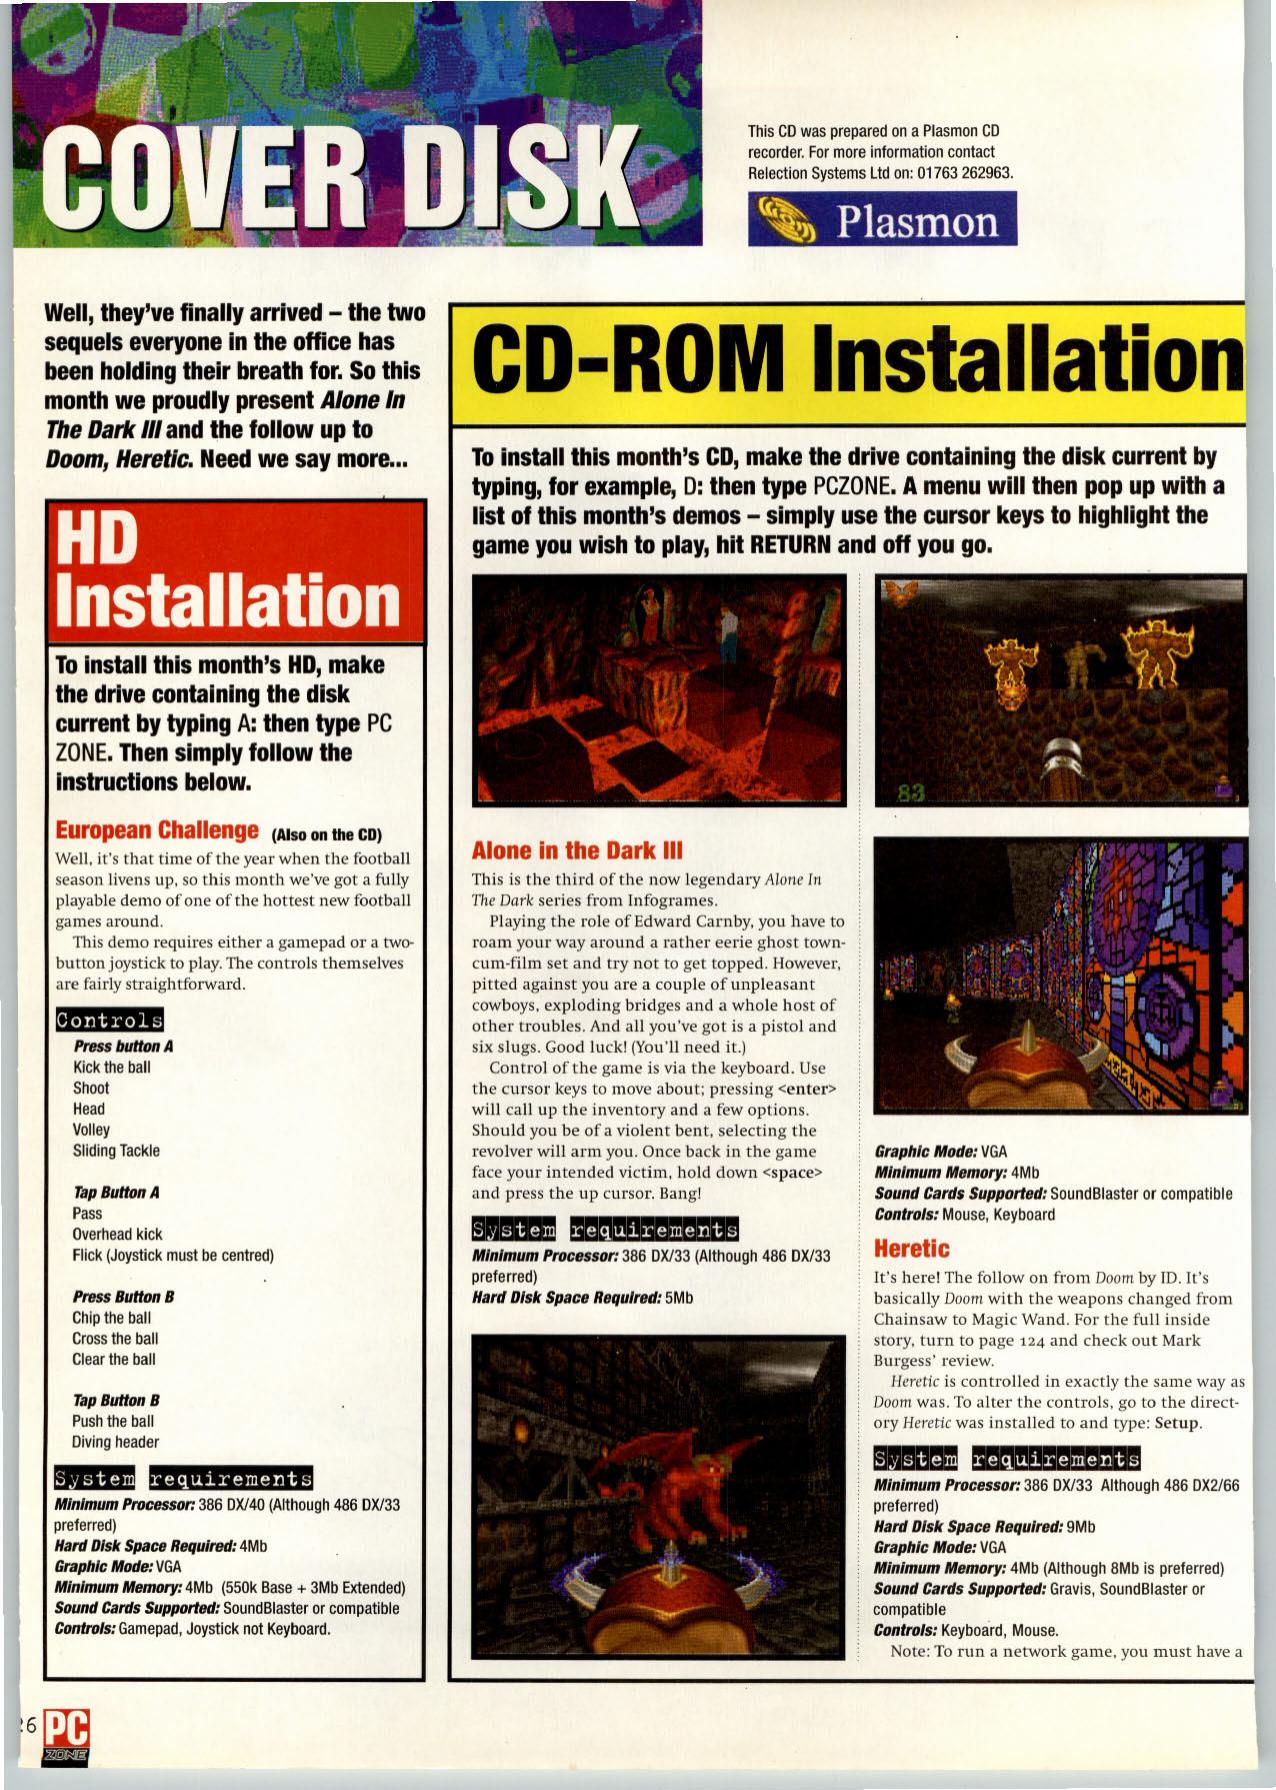 COVER DISK
This CD was prepared on a Plasmon CD
recorder. For more information contact
Relection Systems Ltd on: 01763 262963.
Plasmon
Well, they've finally arrived – the two
sequels everyone in the office has
been holding their breath for. So this
month we proudly present Alone In
The Dark III and the follow up to
Doom, Heretic. Need we say more...
HD
Installation
To install this month's HD, make
the drive containing the disk
current by typing A: then type PC
ZONE. Then simply follow the
instructions below.
European Challenge (Also on the CD)
Well, it's that time of the year when the football
season livens up, so this month we've got a fully
playable demo of one of the hottest new football
games around.
This demo requires either a gamepad or a two-
button joystick to play. The controls themselves
are fairly straightforward.
Controls
Press button A
Kick the ball
Shoot
Head
Volley
Sliding Tackle
Tap Button A
Pass
Overhead kick
Flick (Joystick must be centred)
Press Button B
Chip the ball
Cross the ball
Clear the ball
Tap Button B
Push the ball
Diving header
System requirements
Minimum Processor: 386 DX/40 (Although 486 DX/33
preferred)
Hard Disk Space Required: 4Mb
Graphic Mode: VGA
Minimum Memory: 4Mb (550k Base + 3Mb Extended)
Sound Cards Supported: SoundBlaster or compatible
Controls: Gamepad, Joystick not Keyboard.
CD-ROM Installation
To install this month's CD, make the drive containing the disk current by
typing, for example, D: then type PCZONE. A menu will then pop up with a
list of this month's demos – simply use the cursor keys to highlight the
game you wish to play, hit RETURN and off you go.
Alone in the Dark III
This is the third of the now legendary Alone In
The Dark series from Infogrames.
Playing the role of Edward Carnby, you have to
roam your way around a rather eerie ghost town-
cum-film set and try not to get topped. However,
pitted against you are a couple of unpleasant
cowboys, exploding bridges and a whole host of
other troubles. And all you've got is a pistol and
six slugs. Good luck! (You'll need it.)
Control of the game is via the keyboard. Use
the cursor keys to move about; pressing <enter>
will call up the inventory and a few options.
Should you be of a violent bent, selecting the
revolver will arm you. Once back in the game
face your intended victim, hold down <space>
and press the up cursor. Bang!
System requirements
Minimum Processor: 386 DX/33 (Although 486 DX/33
preferred)
Hard Disk Space Required: 5Mb
83
Graphic Mode: VGA
Minimum Memory: 4Mb
Sound Cards Supported: SoundBlaster or compatible
Controls: Mouse, Keyboard
Heretic
It's here! The follow on from Doom by ID. It's
basically Doom with the weapons changed from
Chainsaw to Magic Wand. For the full inside
story, turn to page 124 and check out Mark
Burgess' review.
Heretic is controlled in exactly the same way as
Doom was. To alter the controls, go to the direct-
ory Heretic was installed to and type: Setup.
System requirements
Minimum Processor: 386 DX/33 Although 486 DX2/66
preferred)
Hard Disk Space Required: 9Mb
Graphic Mode: VGA
Minimum Memory: 4Mb (Although 8Mb is preferred)
Sound Cards Supported: Gravis, SoundBlaster or
compatible
Controls: Keyboard, Mouse.
Note: To run a network game, you must have a
26 PC
ZONE